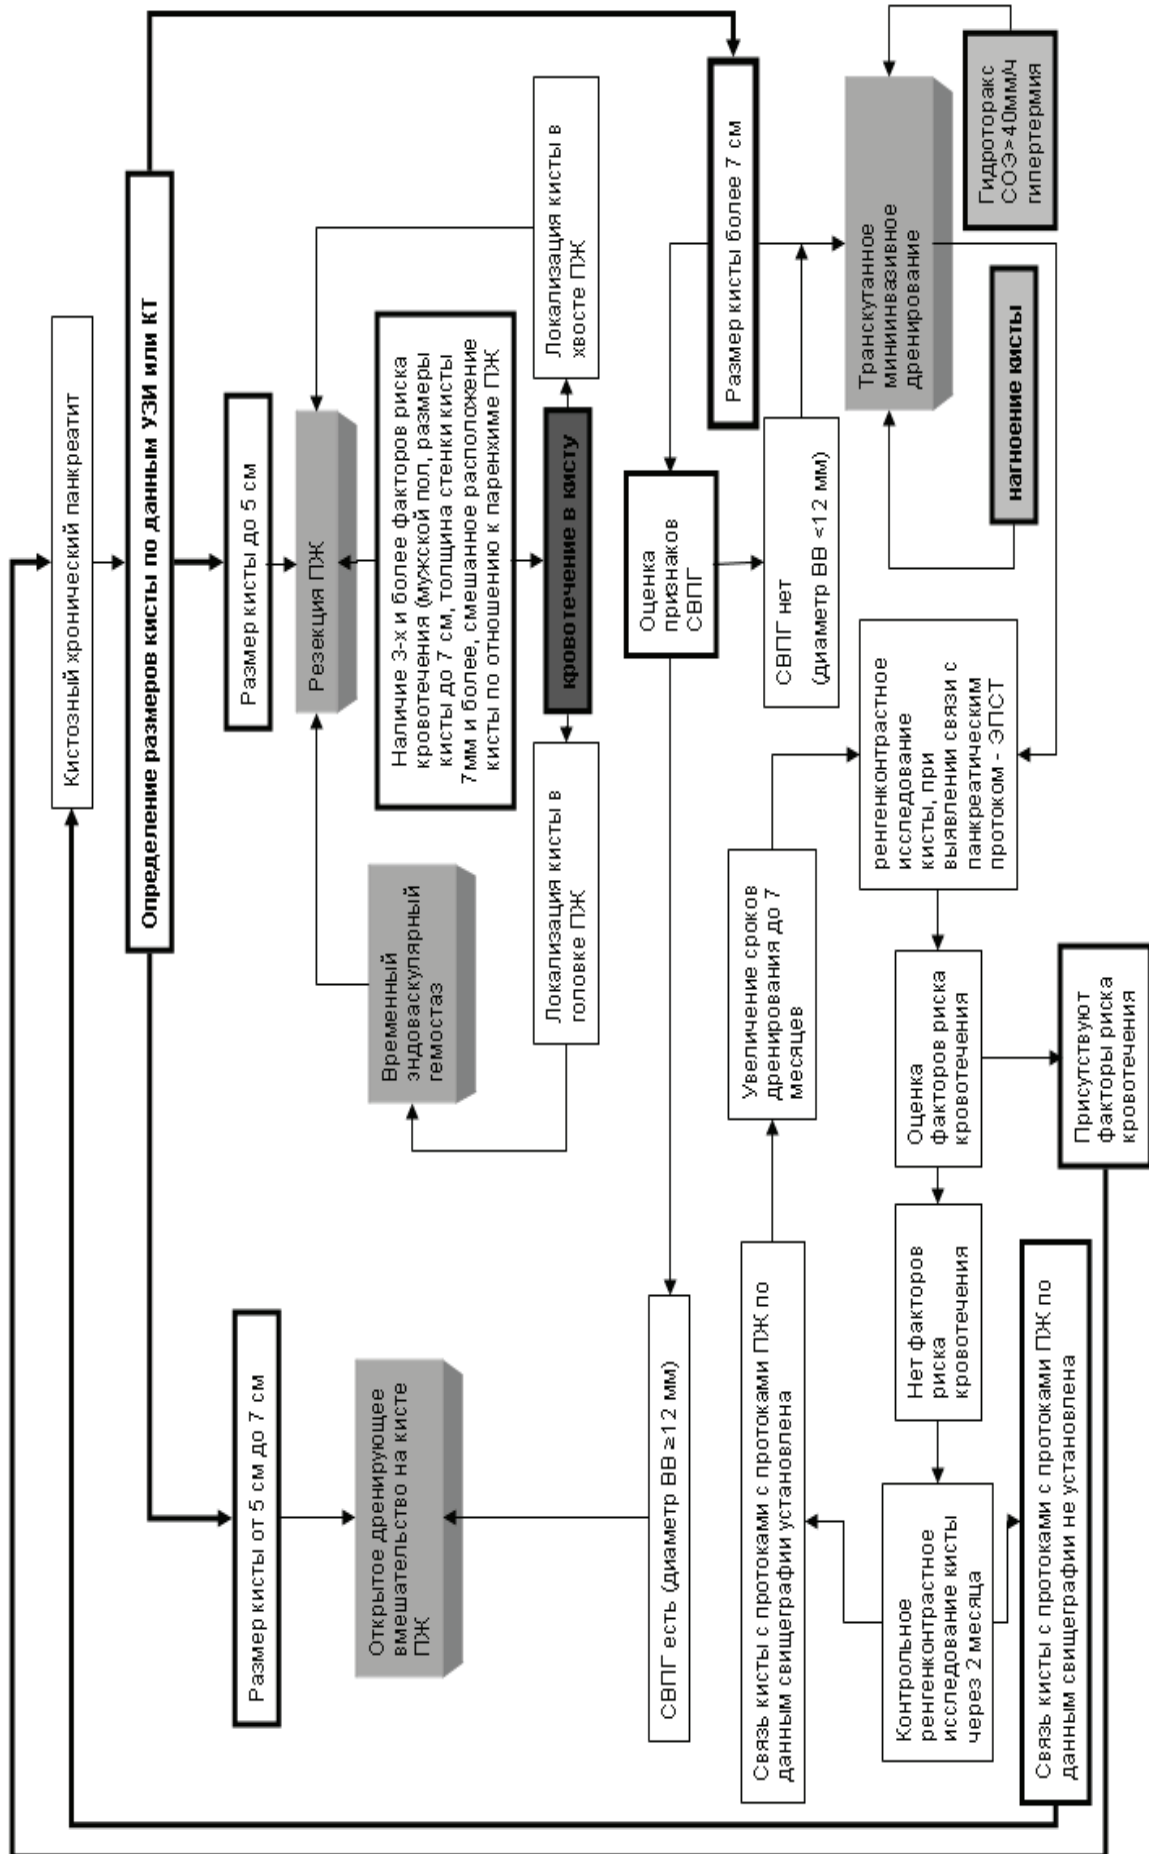 Кистозный хронический панкреатит
Определение размеров кисты по данным УЗИ или КТ
Размер кисты от 5 см до 7 см
Размер кисты до 5 см
Открытое дренирующее
вмешательство на кисте
ПЖ
Резекция ПЖ
Временный
эндоваскулярный
гемостаз
Наличие 3-х и более факторов риска
кровотечения (мужской пол, размеры
кисты до 7 см, толщина стенки кисты
7мм и более, смешанное расположение
кисты по отношению к паренхиме ПЖ
Локализация кисты в
головке ПЖ
кровотечение в кисту
Локализация кисты в
хвосте ПЖ
СВПГ есть (диаметр ВВ ≥12 мм)
Оценка
признаков
СВПГ
Размер кисты более 7 см
СВПГ нет
(диаметр ВВ <12 мм)
Связь кисты с протоками с протоками ПЖ по
данным свищеграфии установлена
Увеличение сроков
дренирования до 7
месяцев
ренгенконтрастное
исследование
кисты, при
выявлении связи с
панкреатическим
протоком - ЭПСТ
Транскутанное
мининвазивное
дренирование
Контрольное
ренгенконтрастное
исследование кисты
через 2 месяца
Нет факторов
риска
кровотечения
Оценка
факторов риска
кровотечения
нагноение кисты
Гидроторакс
СОЭ>40мм/ч
гипертермия
Связь кисты с протоками с протоками ПЖ по
данным свищеграфии не установлена
Присутствуют
факторы риска
кровотечения